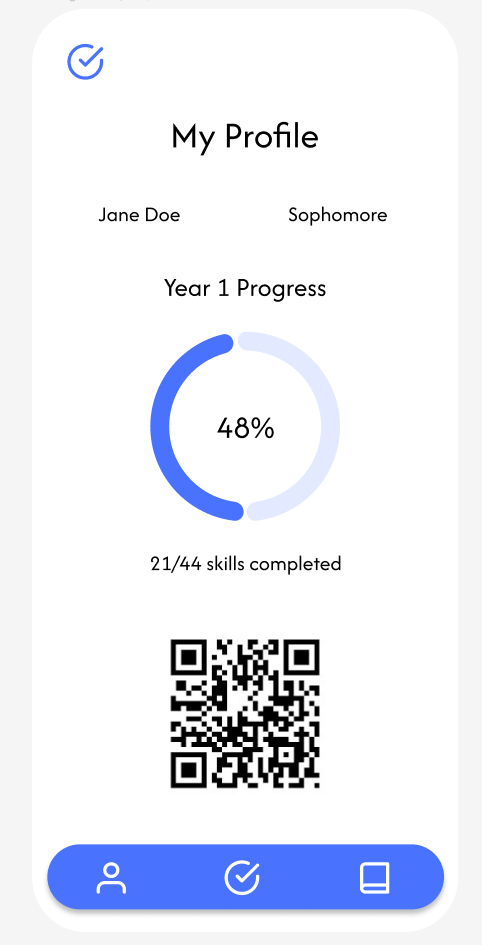 My Profile
Jane Doe Sophomore
Year 1 Progress
48%
21/44 skills completed